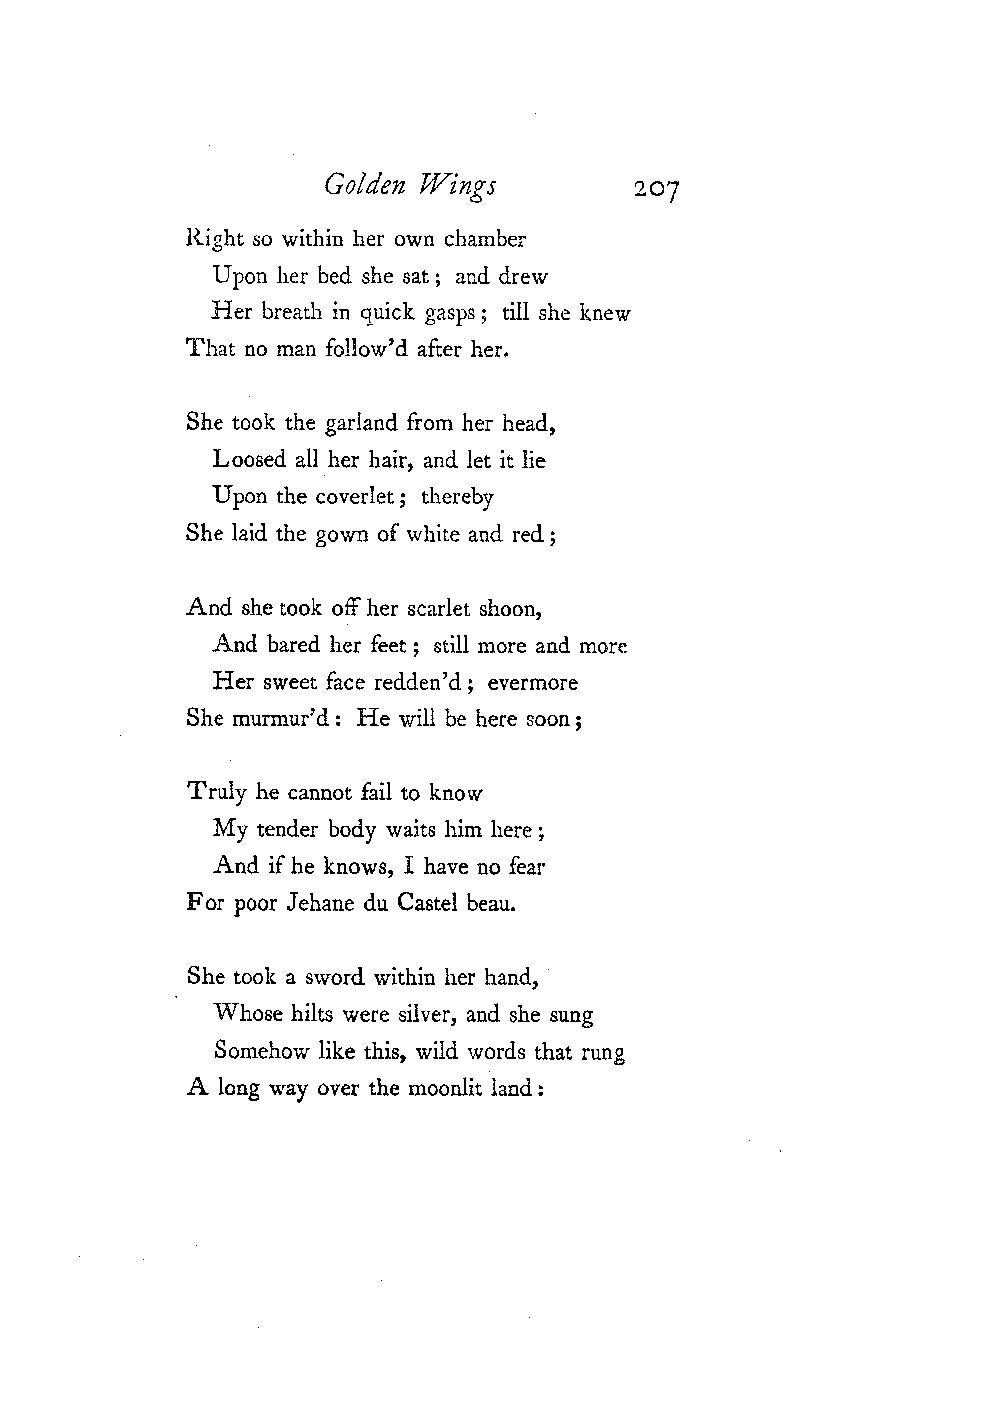 Golden Wings 207
Right so within her own chamber
Upon her bed she sat; and drew
Her breath in quick gasps; till she knew
That no man follow'd after her.
She took the garland from her head,
Loosed all her hair, and let it lie
Upon the coverlet; thereby
She laid the gown of white and red;
And she took off her scarlet shoon,
And bared her feet; still more and more
Her sweet face redden'd; evermore
She murmur'd: He will be here soon;
Truly he cannot fail to know
My tender body waits him here;
And if he knows, I have no fear
For poor Jehane du Castel beau.
She took a sword within her hand,
Whose hilts were silver, and she sung
Somehow like this, wild words that rung
A long way over the moonlit land: